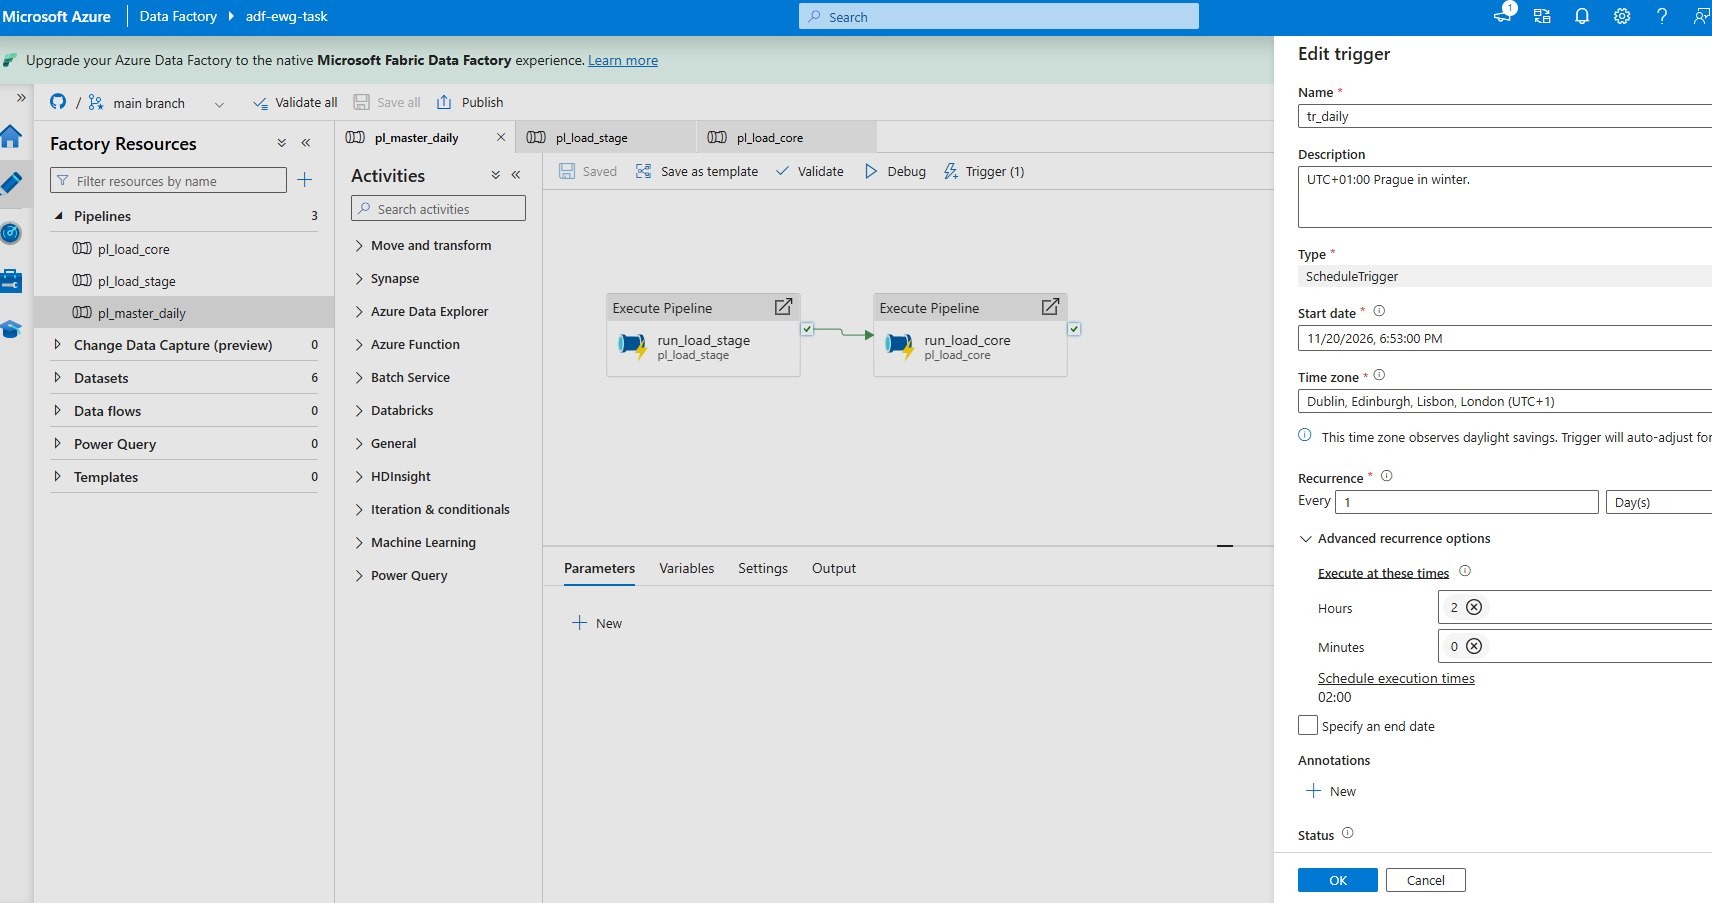 Microsoft Azure
Data Factory
adf-ewg-task
Search
1
Upgrade your Azure Data Factory to the native Microsoft Fabric Data Factory experience. Learn more
/ main branch
Validate all
Save all
Publish
Factory Resources
Filter resources by name
Pipelines 3
pl_load_core
pl_load_stage
pl_master_daily
Change Data Capture (preview) 0
Datasets 6
Data flows 0
Power Query 0
Templates 0
pl_master_daily
pl_load_stage
pl_load_core
Activities
Search activities
Move and transform
Synapse
Azure Data Explorer
Azure Function
Batch Service
Databricks
General
HDInsight
Iteration & conditionals
Machine Learning
Power Query
Saved
Save as template
Validate
Debug
Trigger (1)
Execute Pipeline
run_load_stage
pl_load_stage
Execute Pipeline
run_load_core
pl_load_core
Parameters
Variables
Settings
Output
New
Edit trigger
Name *
tr_daily
Description
UTC+01:00 Prague in winter.
Type *
ScheduleTrigger
Start date *
11/20/2026, 6:53:00 PM
Time zone *
Dublin, Edinburgh, Lisbon, London (UTC+1)
This time zone observes daylight savings. Trigger will auto-adjust for
Recurrence *
Every 1 Day(s)
Advanced recurrence options
Execute at these times
Hours 2
Minutes 0
Schedule execution times
02:00
Specify an end date
Annotations
New
Status
OK
Cancel